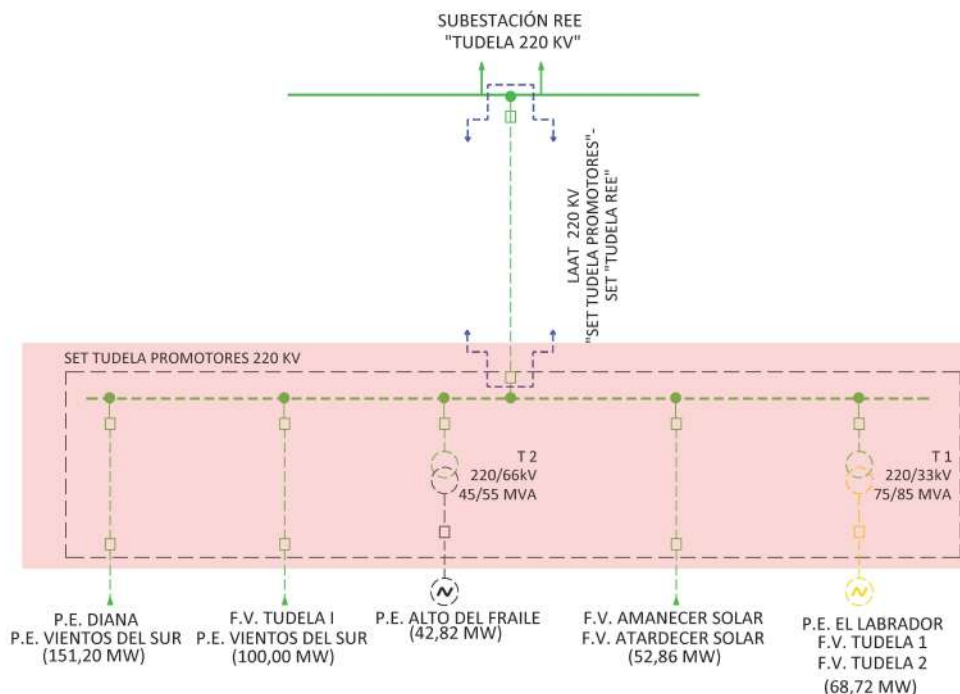 SUBESTACIÓN REE
"TUDELA 220 KV"
LAAT 220 KV
"SET TUDELA PROMOTORES"-
SET "TUDELA REE"
SET TUDELA PROMOTORES 220 KV
T 2
220/66kV
45/55 MVA
T 1
220/33kV
75/85 MVA
P.E. DIANA
P.E. VIENTOS DEL SUR
(151,20 MW)
F.V. TUDELA I
P.E. VIENTOS DEL SUR
(100,00 MW)
P.E. ALTO DEL FRAILE
(42,82 MW)
F.V. AMANECER SOLAR
F.V. ATARDECER SOLAR
(52,86 MW)
P.E. EL LABRADOR
F.V. TUDELA 1
F.V. TUDELA 2
(68,72 MW)